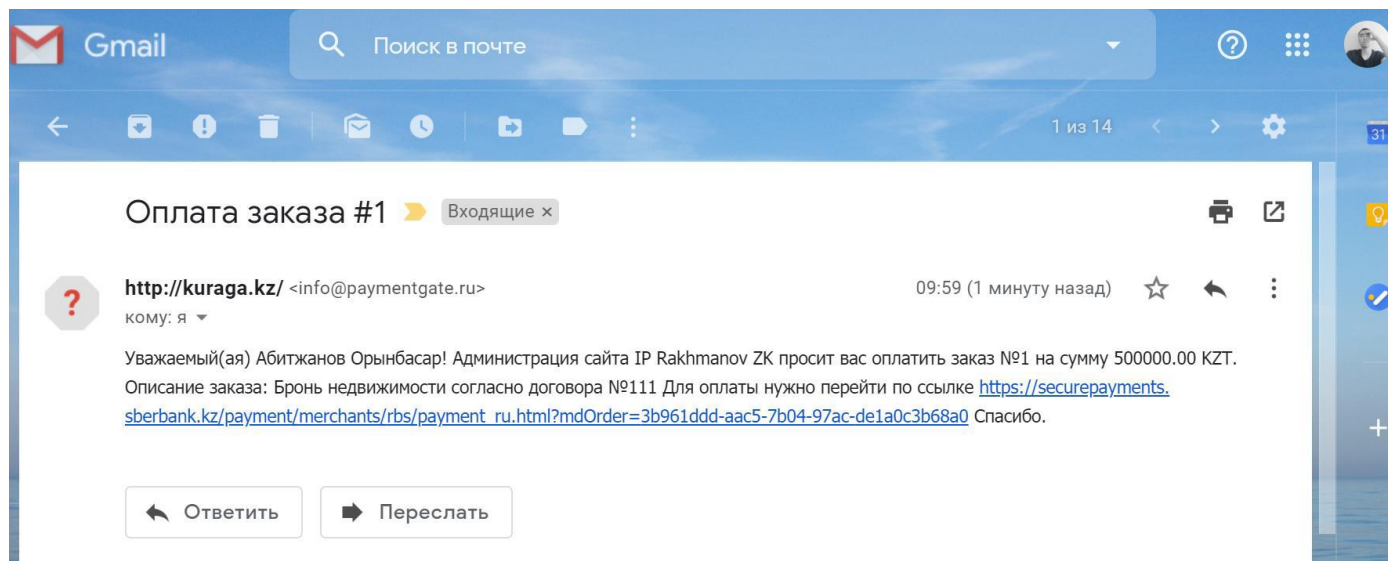 Gmail
Поиск в почте
1 из 14
31
Оплата заказа #1 Входящие ×
?
http://kuraga.kz/ <info@paymentgate.ru> 09:59 (1 минуту назад)
кому: я
Уважаемый(ая) Абитжанов Орынбасар! Администрация сайта IP Rakhmanov ZK просит вас оплатить заказ №1 на сумму 500000.00 KZT.
Описание заказа: Бронь недвижимости согласно договора №111 Для оплаты нужно перейти по ссылке https://securepayments.
sberbank.kz/payment/merchants/rbs/payment_ru.html?mdOrder=3b961ddd-aac5-7b04-97ac-de1a0c3b68a0 Спасибо.
Ответить Переслать